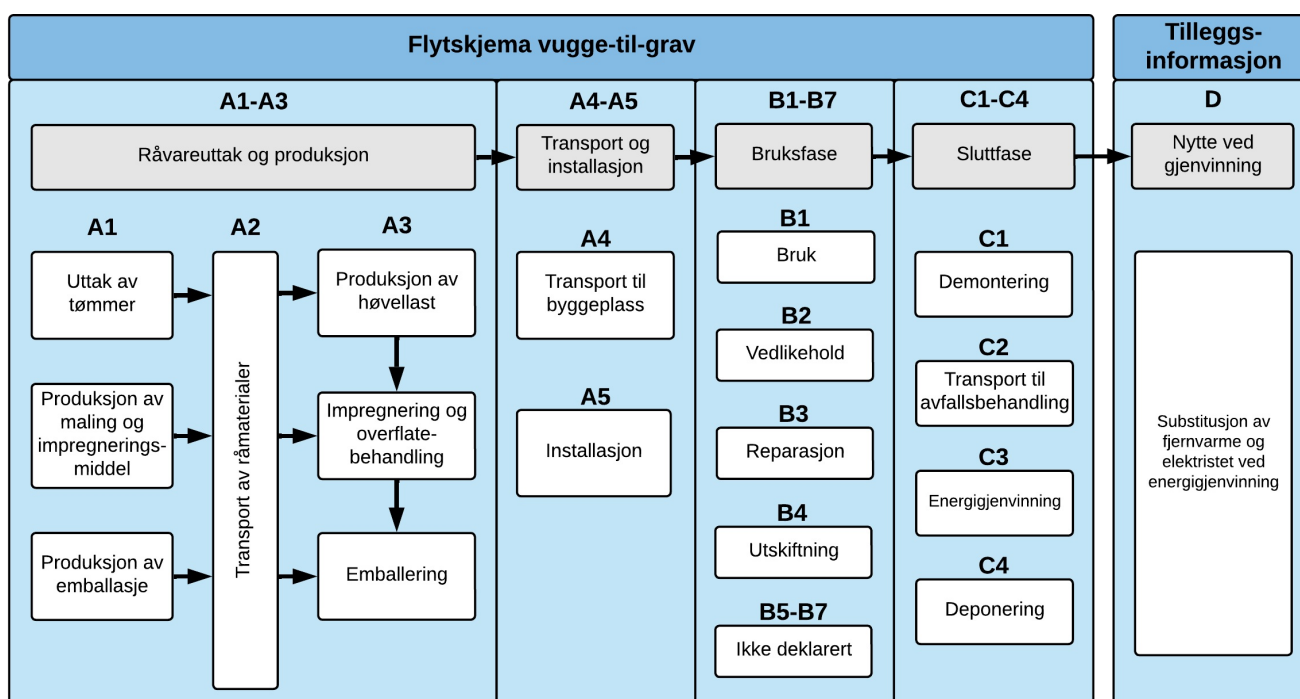 Flytskjema vugge-til-grav
Tilleggs-
informasjon
A1-A3
Råvareuttak og produksjon
A1
Uttak av
tømmer
Produksjon av
maling og
impregnerings-
middel
Produksjon av
emballasje
A2
Transport av råmaterialer
A3
Produksjon av
høvellast
Impregnering og
overflate-
behandling
Emballering
A4-A5
Transport og
installasjon
A4
Transport til
byggeplass
A5
Installasjon
B1-B7
Bruksfase
B1
Bruk
B2
Vedlikehold
B3
Reparasjon
B4
Utskiftning
B5-B7
Ikke deklarert
C1-C4
Sluttfase
C1
Demontering
C2
Transport til
avfallsbehandling
C3
Energigjenvinning
C4
Deponering
D
Nytte ved
gjenvinning
Substitusjon av
fjernvarme og
elektristet ved
energigjenvinning